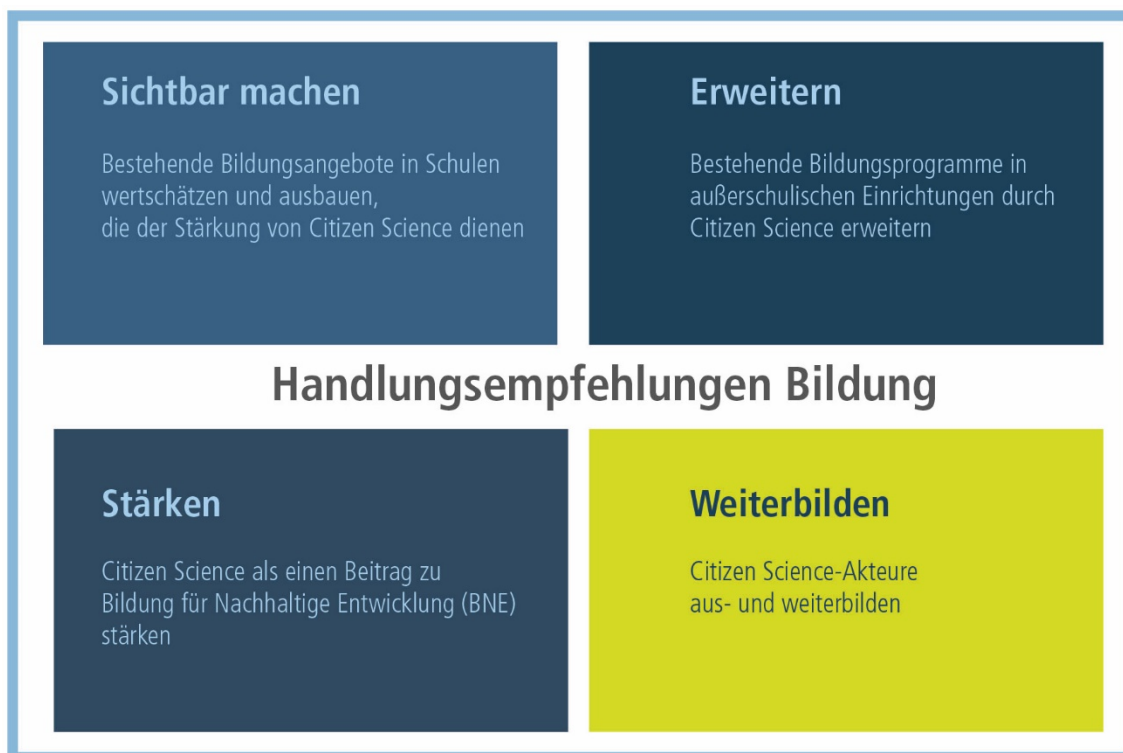 Sichtbar machen
Bestehende Bildungsangebote in Schulen
wertschätzen und ausbauen,
die der Stärkung von Citizen Science dienen
Erweitern
Bestehende Bildungsprogramme in
außerschulischen Einrichtungen durch
Citizen Science erweitern
Handlungsempfehlungen Bildung
Stärken
Citizen Science als einen Beitrag zu
Bildung für Nachhaltige Entwicklung (BNE)
stärken
Weiterbilden
Citizen Science-Akteure
aus- und weiterbilden